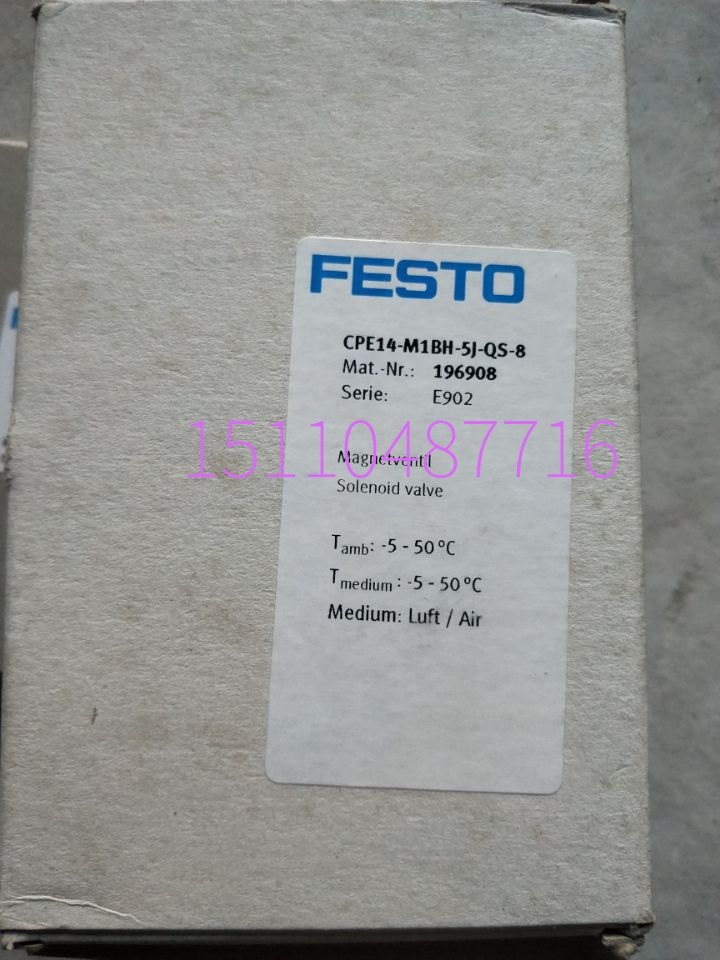 FESTO
CPE14-M1BH-5J-QS-8
Mat.-Nr.: 196908
Serie: E902
15110487716
Magnetventil
Solenoid valve
Tamb: -5 - 50°C
Tmedium: -5 - 50°C
Medium: Luft / Air